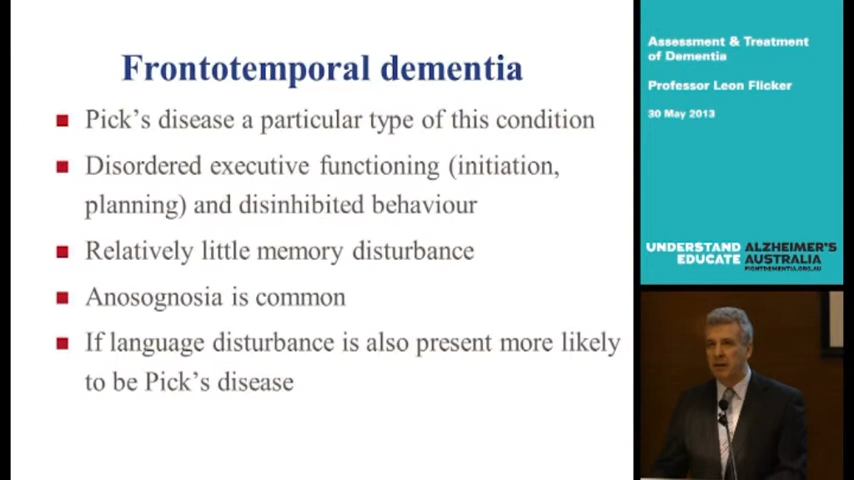 Frontotemporal dementia
Pick's disease a particular type of this condition
Disordered executive functioning (initiation,
planning) and disinhibited behaviour
Relatively little memory disturbance
Anosognosia is common
If language disturbance is also present more likely
to be Pick's disease
Assessment & Treatment
of Dementia
Professor Leon Flicker
30 May 2013
UNDERSTAND ALZHEIMER'S
EDUCATE AUSTRALIA
FIGHTDEMENTIA.ORG.AU